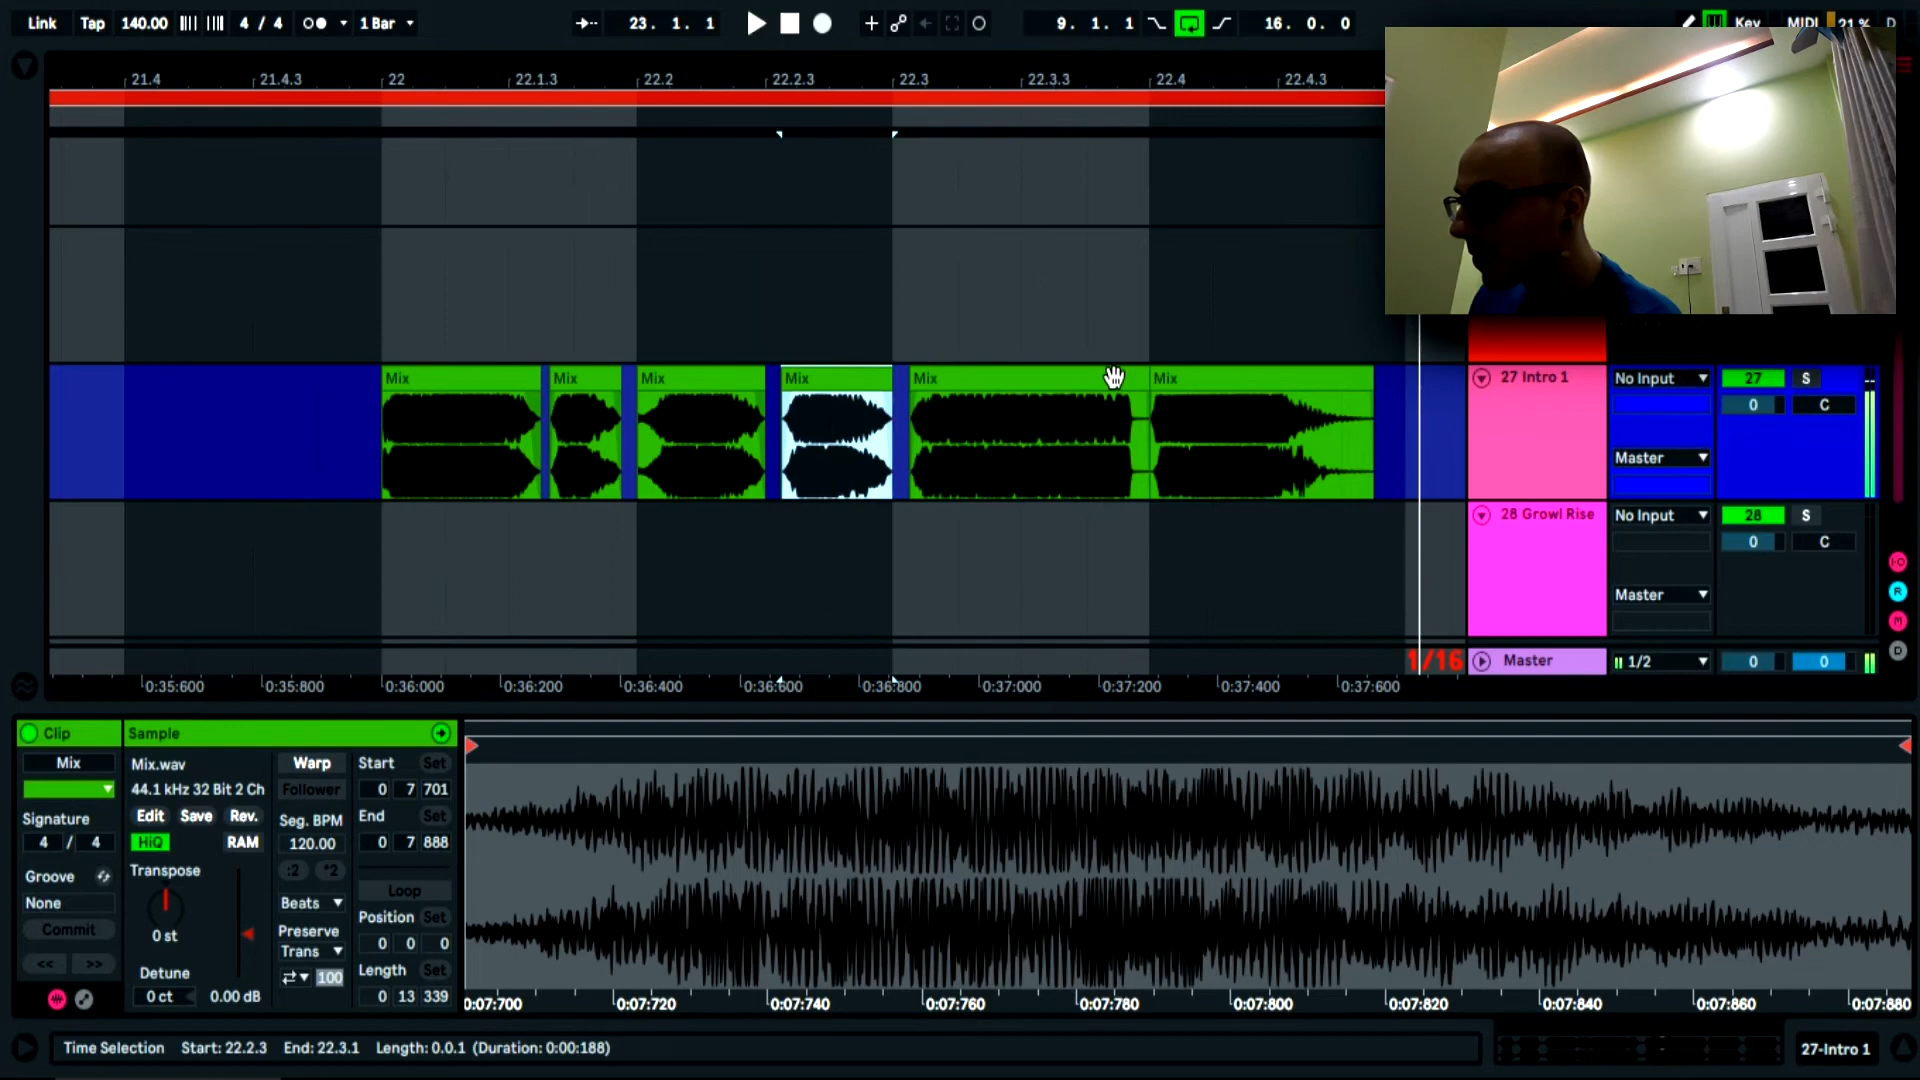 Link Tap 140.00 4 / 4 1 Bar 23. 1. 1 9. 1. 1 16. 0. 0 Key MIDI 21 % D
21.4 21.4.3 22 22.1.3 22.2 22.2.3 22.3 22.3.3 22.4 22.4.3
Mix Mix Mix Mix Mix Mix 27 Intro 1 No Input 27 S
0 C
Master
28 Growl Rise No Input 28 S
0 C
Master
1/16 Master 1/2 0 0
0:35:600 0:35:800 0:36:000 0:36:200 0:36:400 0:36:600 0:36:800 0:37:000 0:37:200 0:37:400 0:37:600
I-O
R
M
D
Clip Sample
Mix Mix.wav Warp Start Set
44.1 kHz 32 Bit 2 Ch Follower 0 7 701
Signature Edit Save Rev. Seg. BPM End Set
4 / 4 HiQ RAM 120.00 0 7 888
Transpose :2 *2
Groove Loop
None Beats Position Set
Commit 0 st Preserve 0 0 0
Trans
<< >> Detune 100 Length Set
0 ct 0.00 dB 0 13 339
0:07:700 0:07:720 0:07:740 0:07:760 0:07:780 0:07:800 0:07:820 0:07:840 0:07:860 0:07:880
Time Selection Start: 22.2.3 End: 22.3.1 Length: 0.0.1 (Duration: 0:00:188) 27-Intro 1